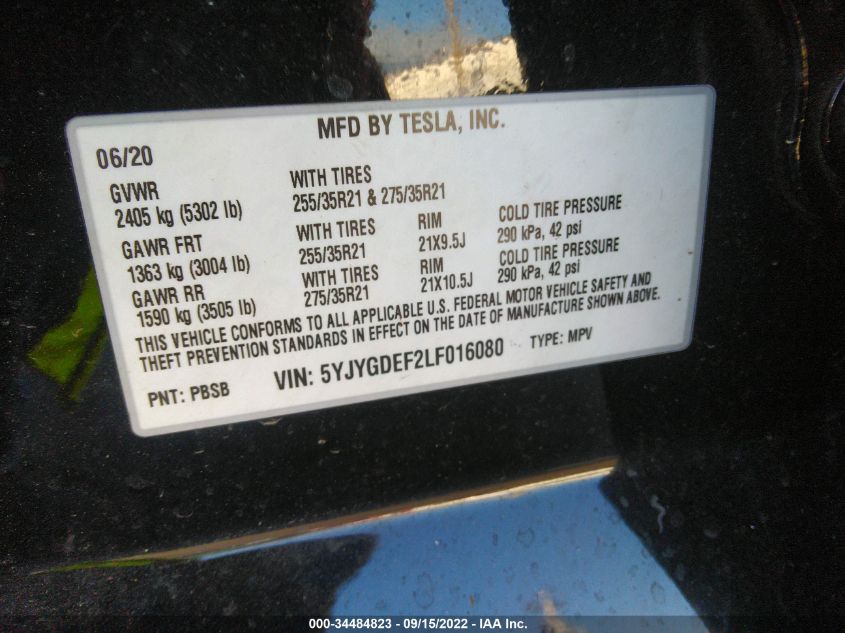 MFD BY TESLA, INC.
06/20
GVWR
2405 kg (5302 lb)
WITH TIRES
255/35R21 & 275/35R21
GAWR FRT
1363 kg (3004 lb)
WITH TIRES
255/35R21
RIM
21X9.5J
COLD TIRE PRESSURE
290 kPa, 42 psi
GAWR RR
1590 kg (3505 lb)
WITH TIRES
275/35R21
RIM
21X10.5J
COLD TIRE PRESSURE
290 kPa, 42 psi
THIS VEHICLE CONFORMS TO ALL APPLICABLE U.S. FEDERAL MOTOR VEHICLE SAFETY AND
THEFT PREVENTION STANDARDS IN EFFECT ON THE DATE OF MANUFACTURE SHOWN ABOVE.
PNT: PBSB
VIN: 5YJYGDEF2LF016080
TYPE: MPV
000-34484823 - 09/15/2022 - IAA Inc.